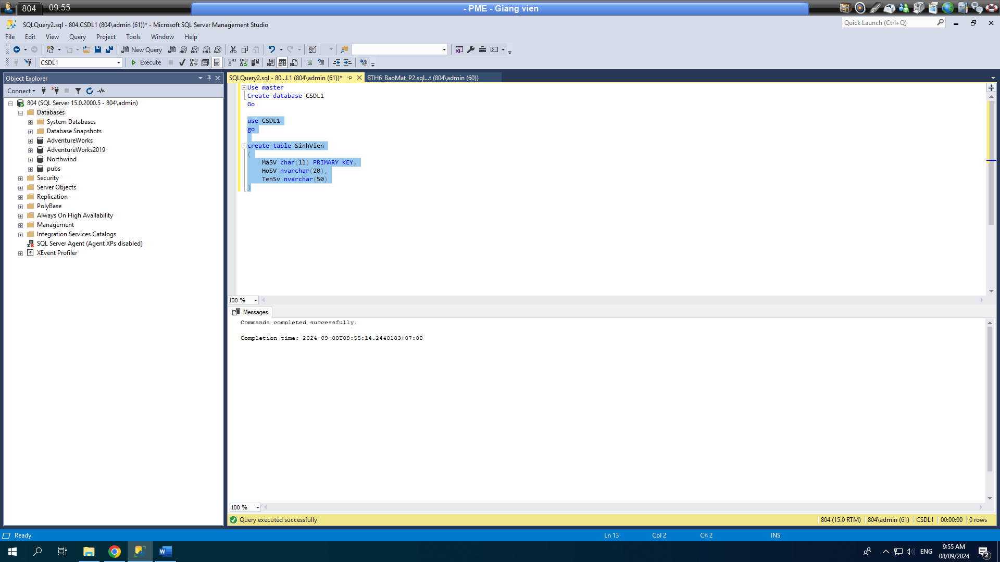 804
09:55
- PME - Giang vien
SQLQuery2.sql - 804.CSDL1 (804\admin (61))* - Microsoft SQL Server Management Studio
Quick Launch (Ctrl+Q)
File Edit View Query Project Tools Window Help
New Query
MDX DMX XMLA DAX
CSDL1
Execute
Object Explorer
Connect
804 (SQL Server 15.0.2000.5 - 804\admin)
Databases
System Databases
Database Snapshots
AdventureWorks
AdventureWorks2019
Northwind
pubs
Security
Server Objects
Replication
PolyBase
Always On High Availability
Management
Integration Services Catalogs
SQL Server Agent (Agent XPs disabled)
XEvent Profiler
SQLQuery2.sql - 80...L1 (804\admin (61))*
BTH6_BaoMat_P2.sql...t (804\admin (60))
Use master
Create database CSDL1
Go
use CSDL1
go
create table SinhVien
(
MaSV char(11) PRIMARY KEY,
HoSV nvarchar(20),
TenSv nvarchar(50)
)
100 %
Messages
Commands completed successfully.
Completion time: 2024-09-08T09:55:14.2440183+07:00
100 %
Query executed successfully.
804 (15.0 RTM)
804\admin (61)
CSDL1
00:00:00
0 rows
Ready
Ln 13
Col 2
Ch 2
INS
ENG
9:55 AM
08/09/2024
2